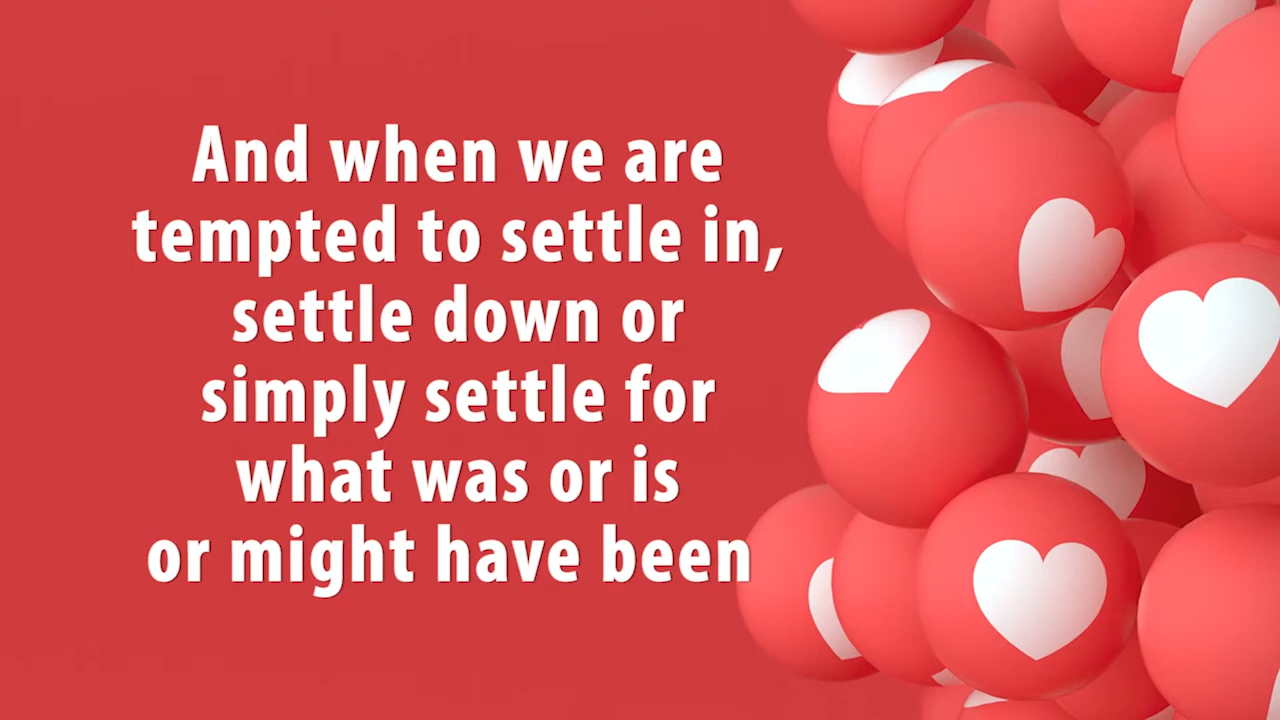 And when we are
tempted to settle in,
settle down or
simply settle for
what was or is
or might have been